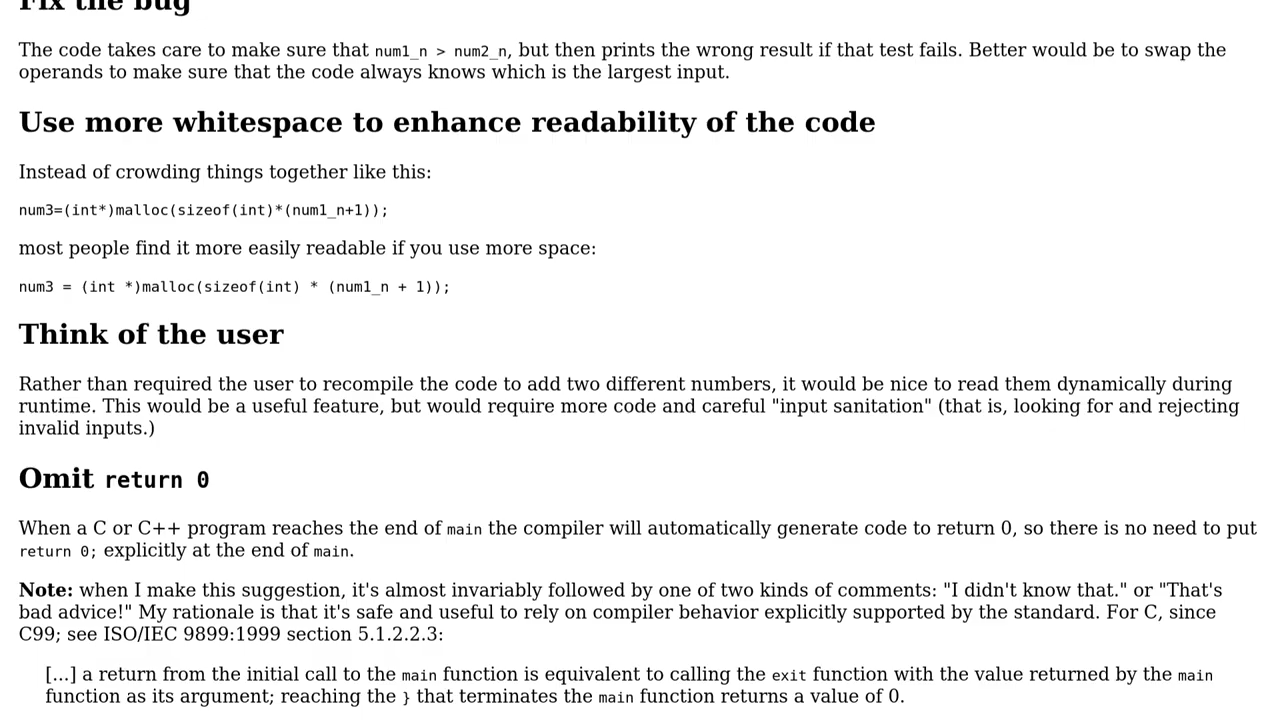 Fix the bug
The code takes care to make sure that num1_n > num2_n, but then prints the wrong result if that test fails. Better would be to swap the
operands to make sure that the code always knows which is the largest input.
Use more whitespace to enhance readability of the code
Instead of crowding things together like this:
num3=(int*)malloc(sizeof(int)*(num1_n+1));
most people find it more easily readable if you use more space:
num3 = (int *)malloc(sizeof(int) * (num1_n + 1));
Think of the user
Rather than required the user to recompile the code to add two different numbers, it would be nice to read them dynamically during
runtime. This would be a useful feature, but would require more code and careful "input sanitation" (that is, looking for and rejecting
invalid inputs.)
Omit return 0
When a C or C++ program reaches the end of main the compiler will automatically generate code to return 0, so there is no need to put
return 0; explicitly at the end of main.
Note: when I make this suggestion, it's almost invariably followed by one of two kinds of comments: "I didn't know that." or "That's
bad advice!" My rationale is that it's safe and useful to rely on compiler behavior explicitly supported by the standard. For C, since
C99; see ISO/IEC 9899:1999 section 5.1.2.2.3:
[...] a return from the initial call to the main function is equivalent to calling the exit function with the value returned by the main
function as its argument; reaching the } that terminates the main function returns a value of 0.